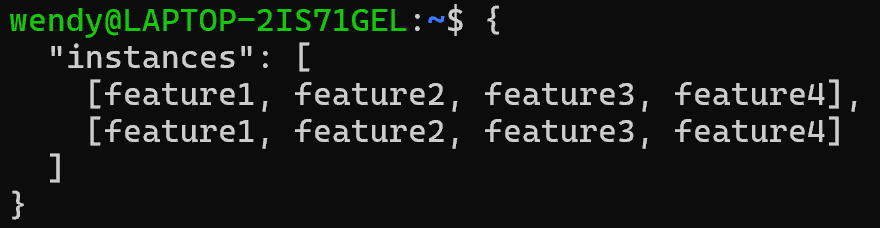 wendy@LAPTOP-2IS71GEL:~$ {
  "instances": [
    [feature1, feature2, feature3, feature4],
    [feature1, feature2, feature3, feature4]
  ]
}